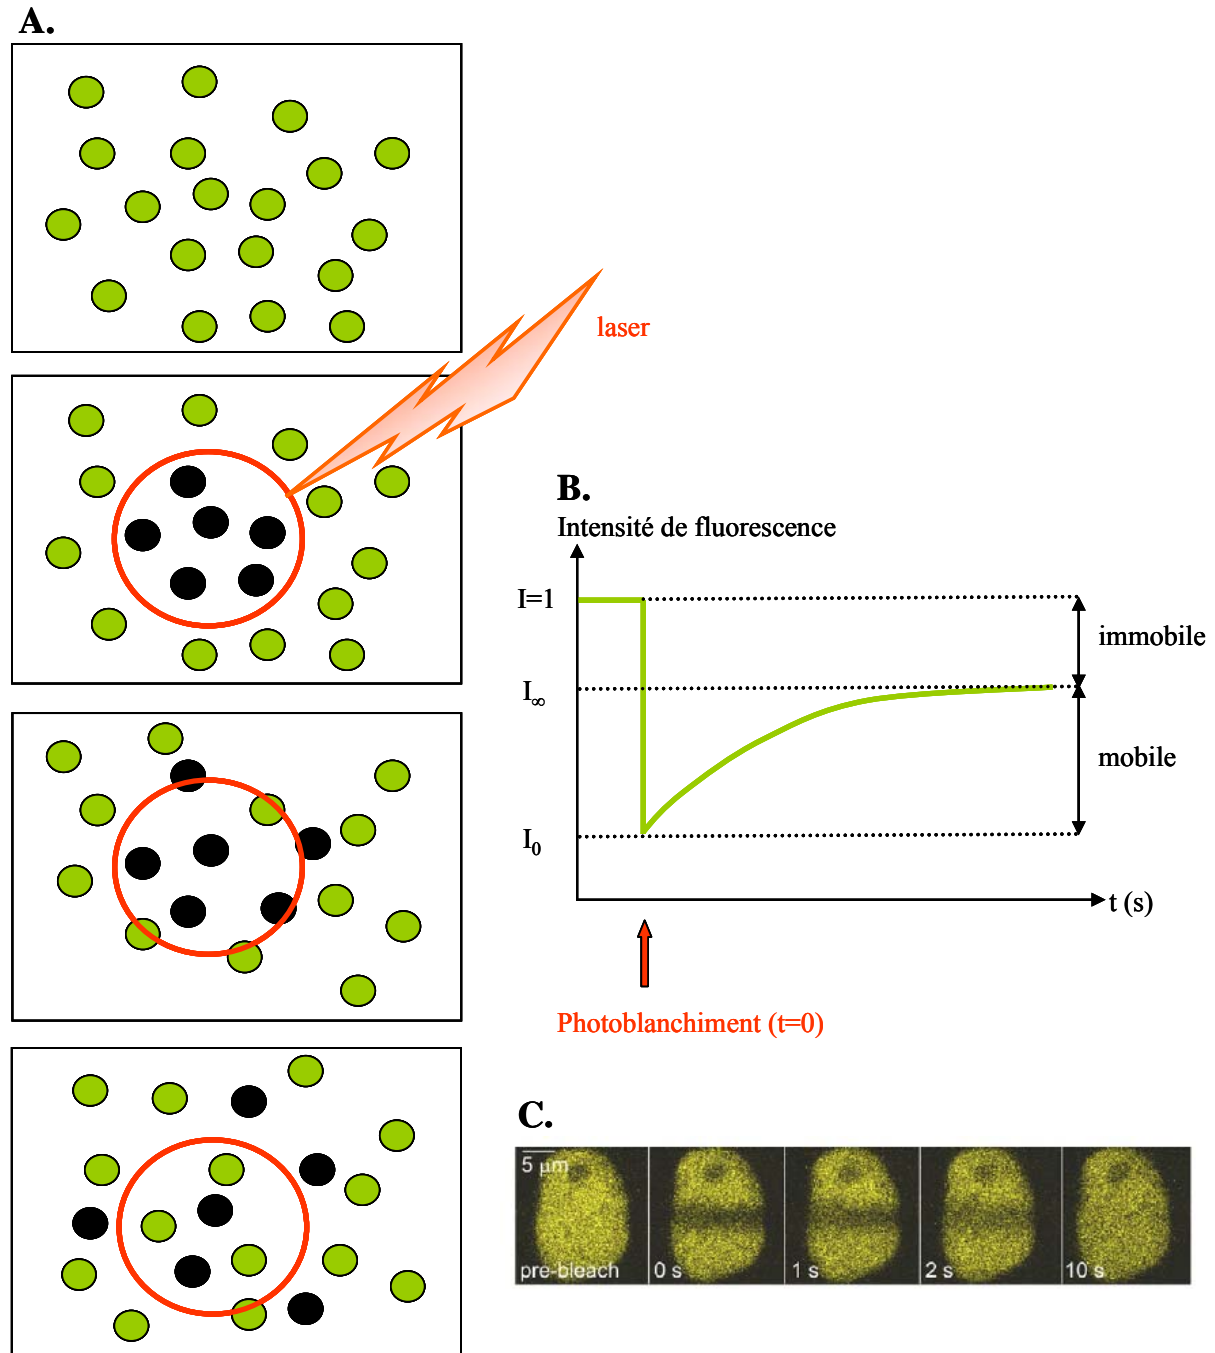 A.
laser
B.
Intensité de fluorescence
I=1
immobile
I∞
mobile
I0
t (s)
Photoblanchiment (t=0)
C.
5 µm
pre-bleach
0 s
1 s
2 s
10 s